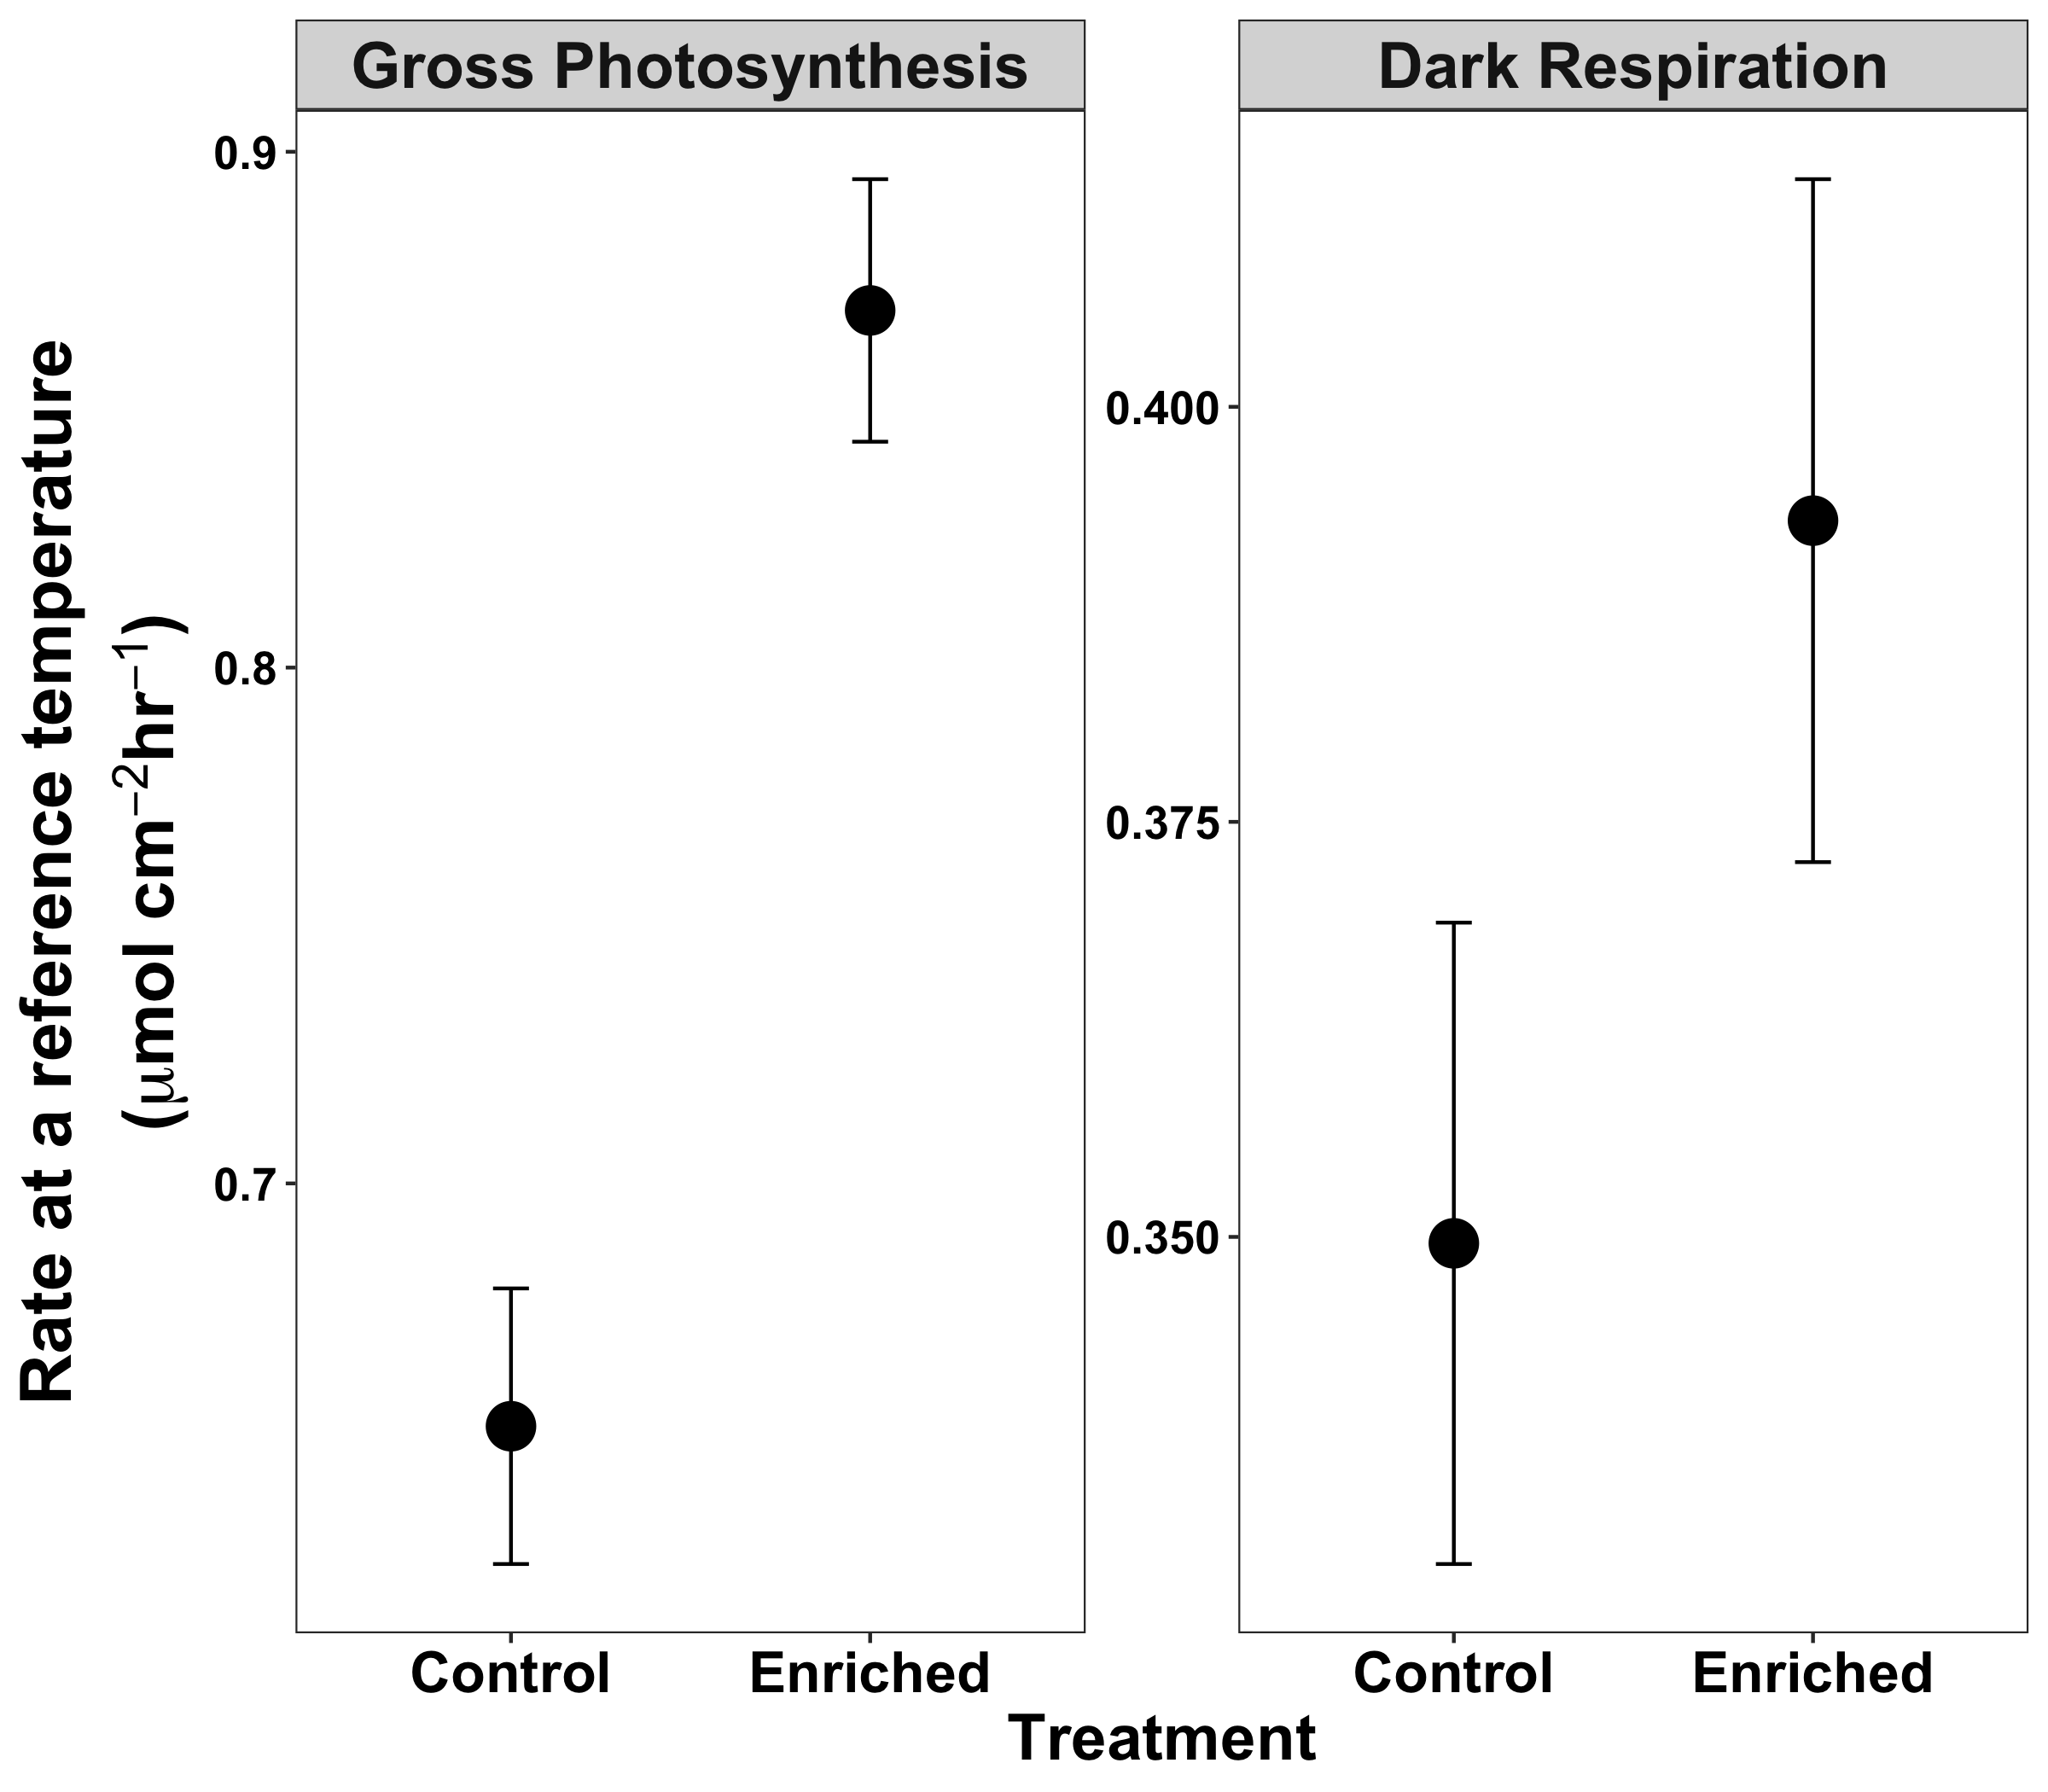 Gross Photosynthesis
Dark Respiration
Rate at a reference temperature
(μmol cm⁻²hr⁻¹)
0.9
0.8
0.7
0.400
0.375
0.350
Control
Enriched
Control
Enriched
Treatment